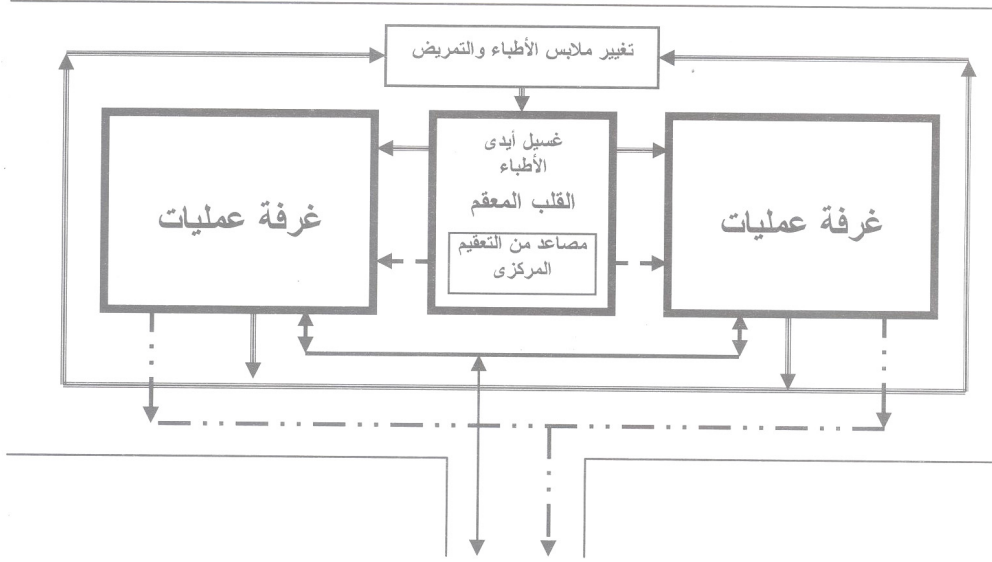 تغيير ملابس الأطباء والتمريض
غسيل أيدى
الأطباء
القلب المعقم
مصاعد من التعقيم
المركزى
غرفة عمليات
غرفة عمليات